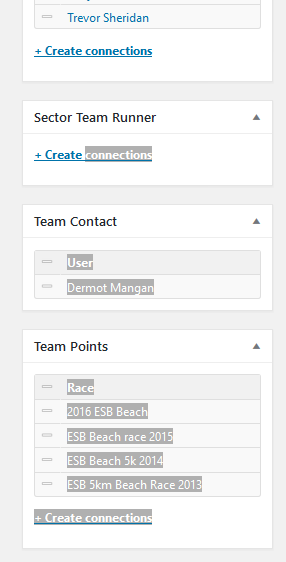 Trevor Sheridan
+ Create connections
Sector Team Runner
+ Create connections
Team Contact
User
Dermot Mangan
Team Points
Race
2016 ESB Beach
ESB Beach race 2015
ESB Beach 5k 2014
ESB 5km Beach Race 2013
+ Create connections